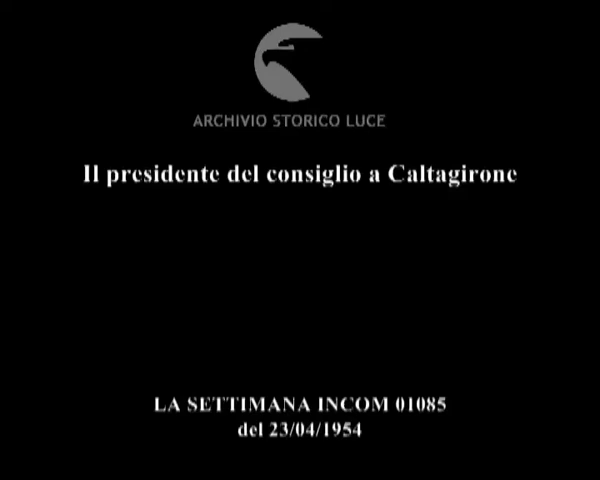 ARCHIVIO STORICO LUCE
Il presidente del consiglio a Caltagirone
LA SETTIMANA INCOM 01085
del 23/04/1954